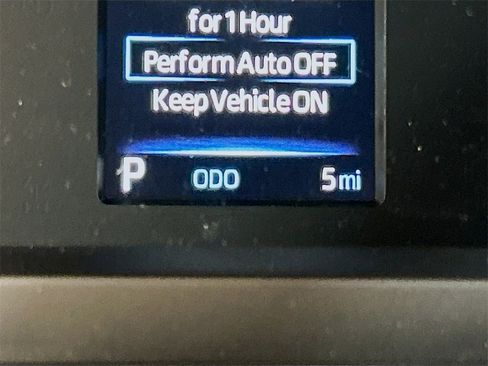 for 1 Hour
Perform Auto OFF
Keep Vehicle ON
P ODO 5 mi